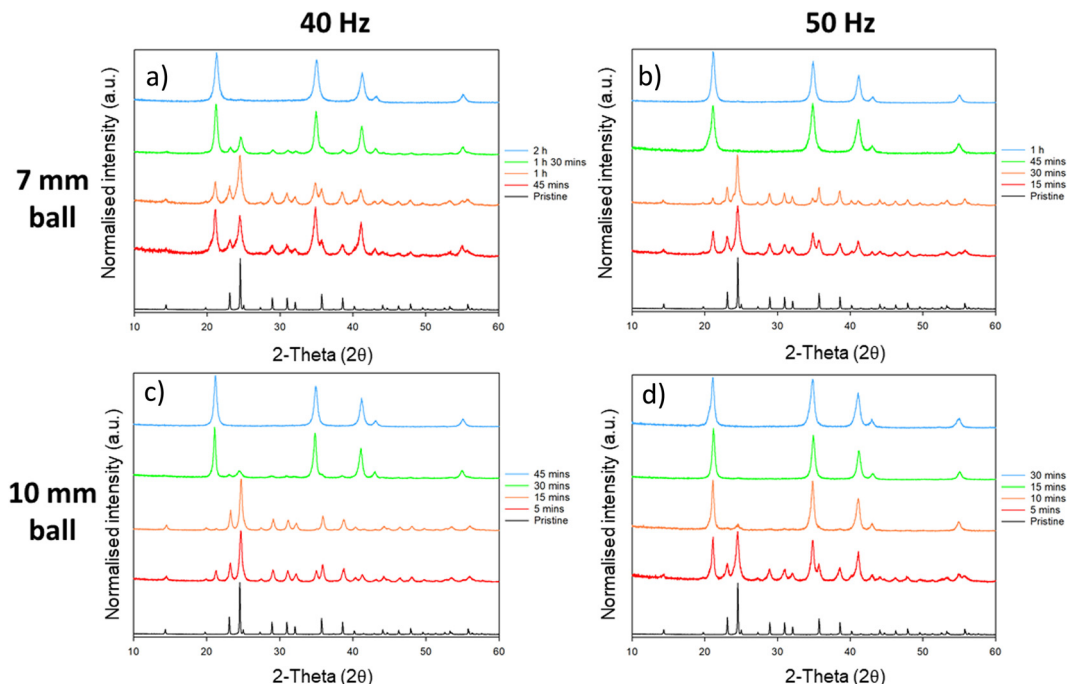 40 Hz
50 Hz
7 mm
ball
10 mm
ball
a)
Normalised intensity (a.u.)
2 h
1 h 30 mins
1 h
45 mins
Pristine
10 20 30 40 50 60
2-Theta (2θ)
b)
Normalised intensity (a.u.)
1 h
45 mins
30 mins
15 mins
Pristine
10 20 30 40 50 60
2-Theta (2θ)
c)
Normalised intensity (a.u.)
45 mins
30 mins
15 mins
5 mins
Pristine
10 20 30 40 50 60
2-Theta (2θ)
d)
Normalised intensity (a.u.)
30 mins
15 mins
10 mins
5 mins
Pristine
10 20 30 40 50 60
2-Theta (2θ)